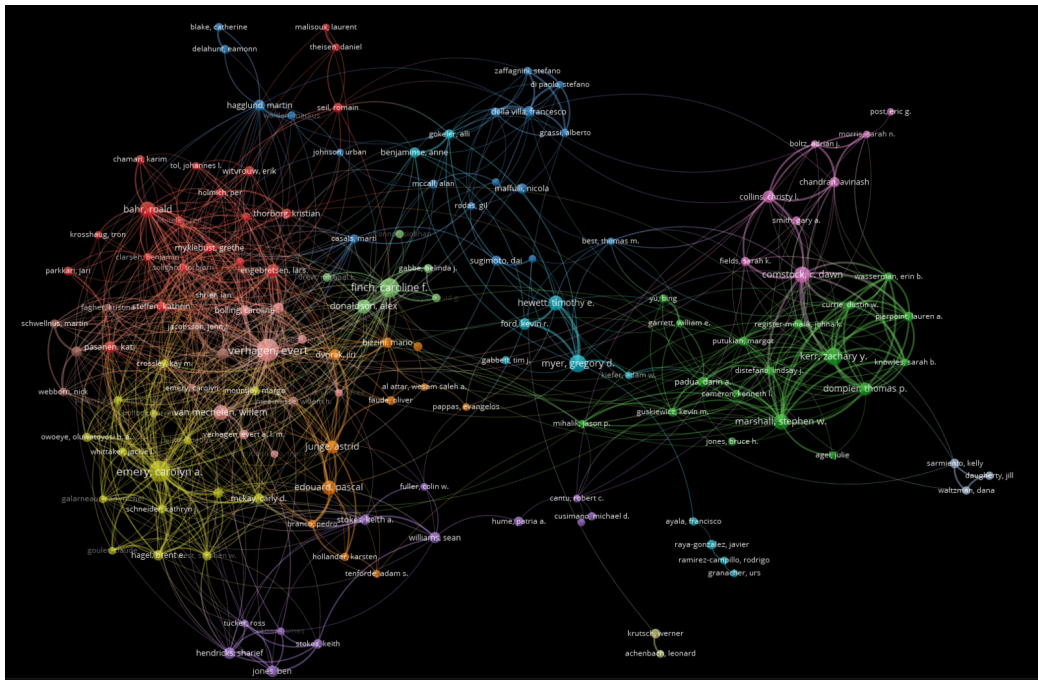 blake, catherine
malisoux, laurent
delahunt, eamonn
theisen, daniel
zaffagnini, stefano
di paolo, stefano
hagglund, martin
seil, romain
della villa, francesco
post, eric g.
gokeler, alli
grassi, alberto
morris, sarah n.
boltz, adrian j.
johnson, urban
benjaminse, anne
chamari, karim
tol, johannes l.
witvrouw, erik
mccall, alan
maffulli, nicola
chandran, avinash
holmich, per
collins, christy l.
bahr, roald
thorborg, kristian
rodas, gil
smith, gary a.
krosshaug, tron
casals, marti
best, thomas m.
myklebust, grethe
clarsen, benjamin
parkkari, jari
engebretsen, lars
gabbe, belinda j.
sugimoto, dai
fields, sarah k.
comstock, r. dawn
wasserman, erin b.
finch, caroline f.
shrier, ian
steffen, kathrin
donaldson, alex
hewett, timothy e.
yu, bing
currie, dustin w.
bolling, caroline
pierpoint, lauren a.
schwellnus, martin
ford, kevin r.
garrett, william e.
register-mihalik, johna k.
pasanen, kati
verhagen, evert
bizzini, mario
putukian, margot
dvorak, jiri
kerr, zachary y.
knowles, sarah b.
crossley, kay m.
gabbett, tim j.
myer, gregory d.
distefano, lindsay j.
kiefer, adam w.
padua, darin a.
webborn, nick
al attar, wesam saleh a.
dompier, thomas p.
cameron, kenneth l.
faude, oliver
pappas, evangelos
van mechelen, willem
guskiewicz, kevin m.
mihalik, jason p.
marshall, stephen w.
verhagen, evert a. l. m.
whittaker, jackie l.
junge, astrid
jones, bruce h.
agel, julie
emery, carolyn a.
sarmiento, kelly
daugherty, jill
waltzman, dana
edouard, pascal
fuller, colin w.
mckay, carly d.
cantu, robert c.
schneider, kathryn
branco, pedro
stokes, keith a.
hume, patria a.
cusimano, michael d.
ayala, francisco
williams, sean
raya-gonzalez, javier
hagel, brent e.
hollander, karsten
ramirez-campillo, rodrigo
tenforde, adam s.
granacher, urs
tucker, ross
krutsch, werner
stokes, keith
hendricks, sharief
achenbach, leonard
jones, ben